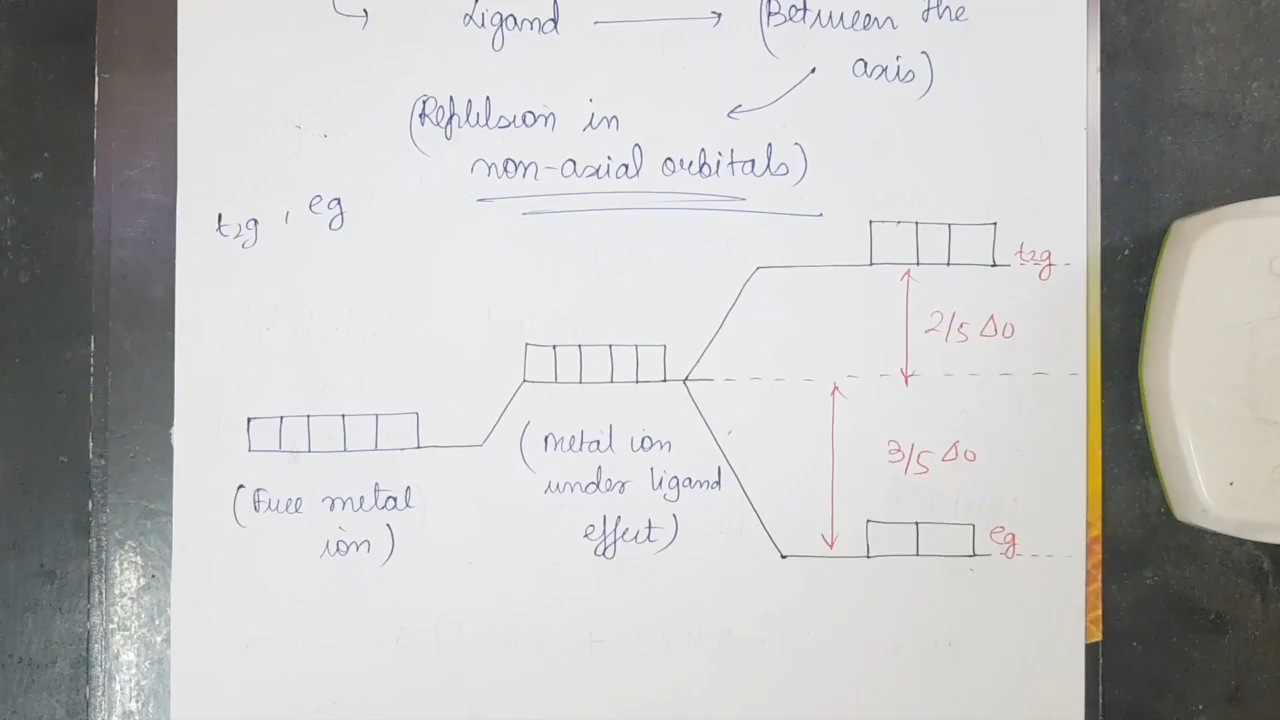 Ligand → (Between the
axis)
(Repulsion in
non-axial orbitals)
t2g , eg
t2g
2/5 Δo
3/5 Δo
(metal ion
under ligand
effect)
(Free metal
ion)
eg